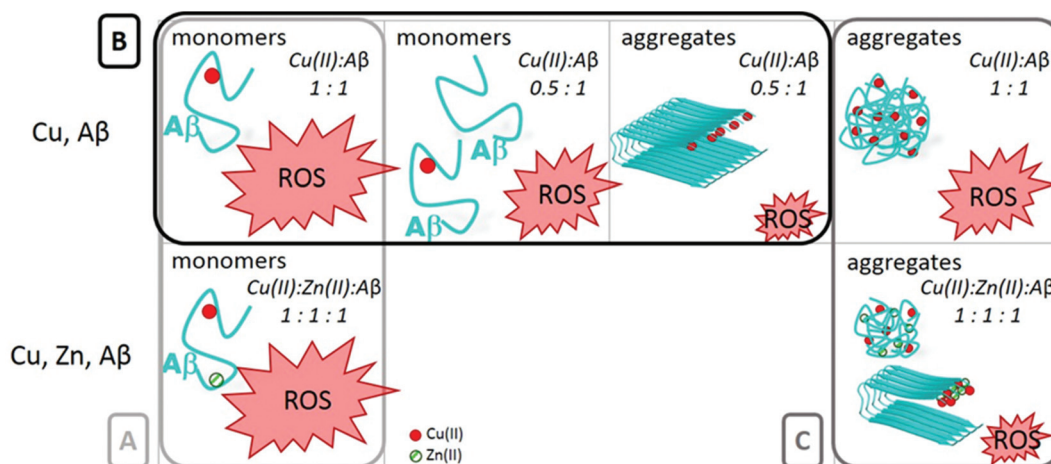 B
Cu, Aβ
monomers
Cu(II):Aβ
1 : 1
Aβ
ROS
monomers
Cu(II):Aβ
0.5 : 1
Aβ
Aβ
ROS
aggregates
Cu(II):Aβ
0.5 : 1
ROS
aggregates
Cu(II):Aβ
1 : 1
ROS
Cu, Zn, Aβ
monomers
Cu(II):Zn(II):Aβ
1 : 1 : 1
Aβ
ROS
A
Cu(II)
Zn(II)
aggregates
Cu(II):Zn(II):Aβ
1 : 1 : 1
ROS
C